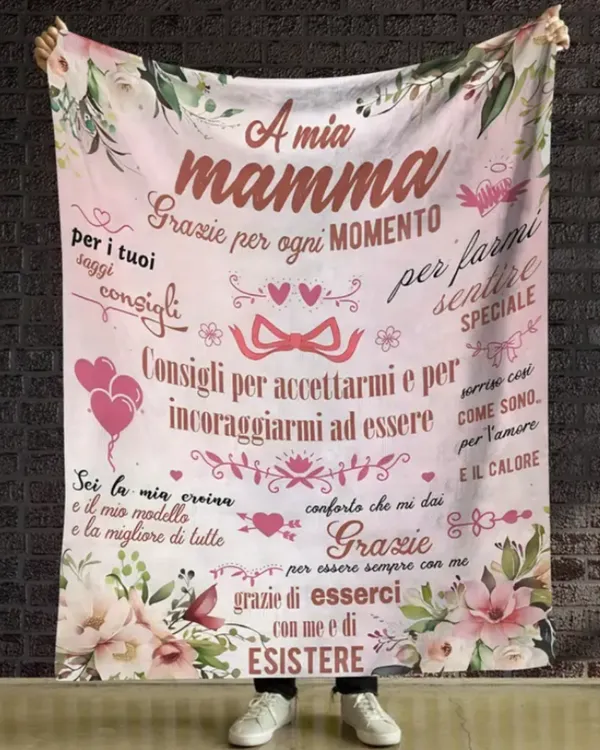 A mia
mamma
Grazie per ogni MOMENTO
per i tuoi
saggi
consigli
per farmi
sentire
SPECIALE
Consigli per accettarmi e per
incoraggiarmi ad essere
sorriso così
COME SONO..
per l'amore
E IL CALORE
Sei la mia eroina
e il mio modello
e la migliore di tutte
conforto che mi dai
Grazie
per essere sempre con me
grazie di esserci
con me e di
ESISTERE